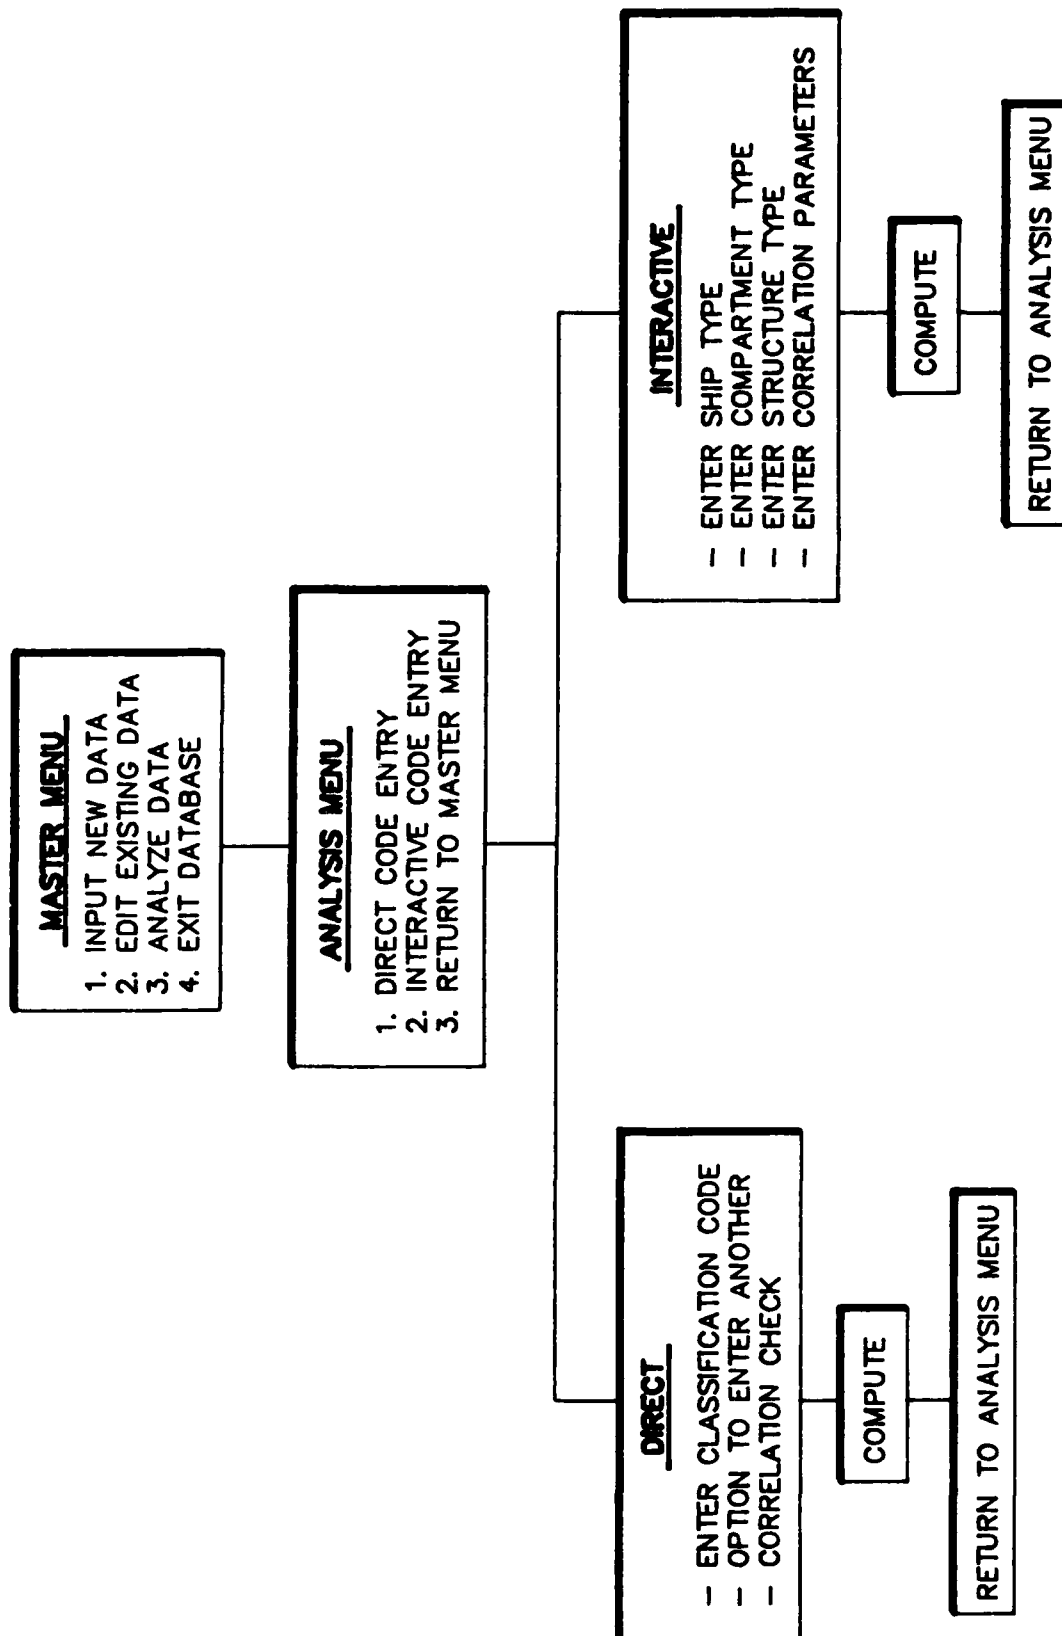 MASTER MENU
1. INPUT NEW DATA
2. EDIT EXISTING DATA
3. ANALYZE DATA
4. EXIT DATABASE
ANALYSIS MENU
1. DIRECT CODE ENTRY
2. INTERACTIVE CODE ENTRY
3. RETURN TO MASTER MENU
DIRECT
- ENTER CLASSIFICATION CODE
- OPTION TO ENTER ANOTHER
- CORRELATION CHECK
COMPUTE
RETURN TO ANALYSIS MENU
INTERACTIVE
- ENTER SHIP TYPE
- ENTER COMPARTMENT TYPE
- ENTER STRUCTURE TYPE
- ENTER CORRELATION PARAMETERS
COMPUTE
RETURN TO ANALYSIS MENU